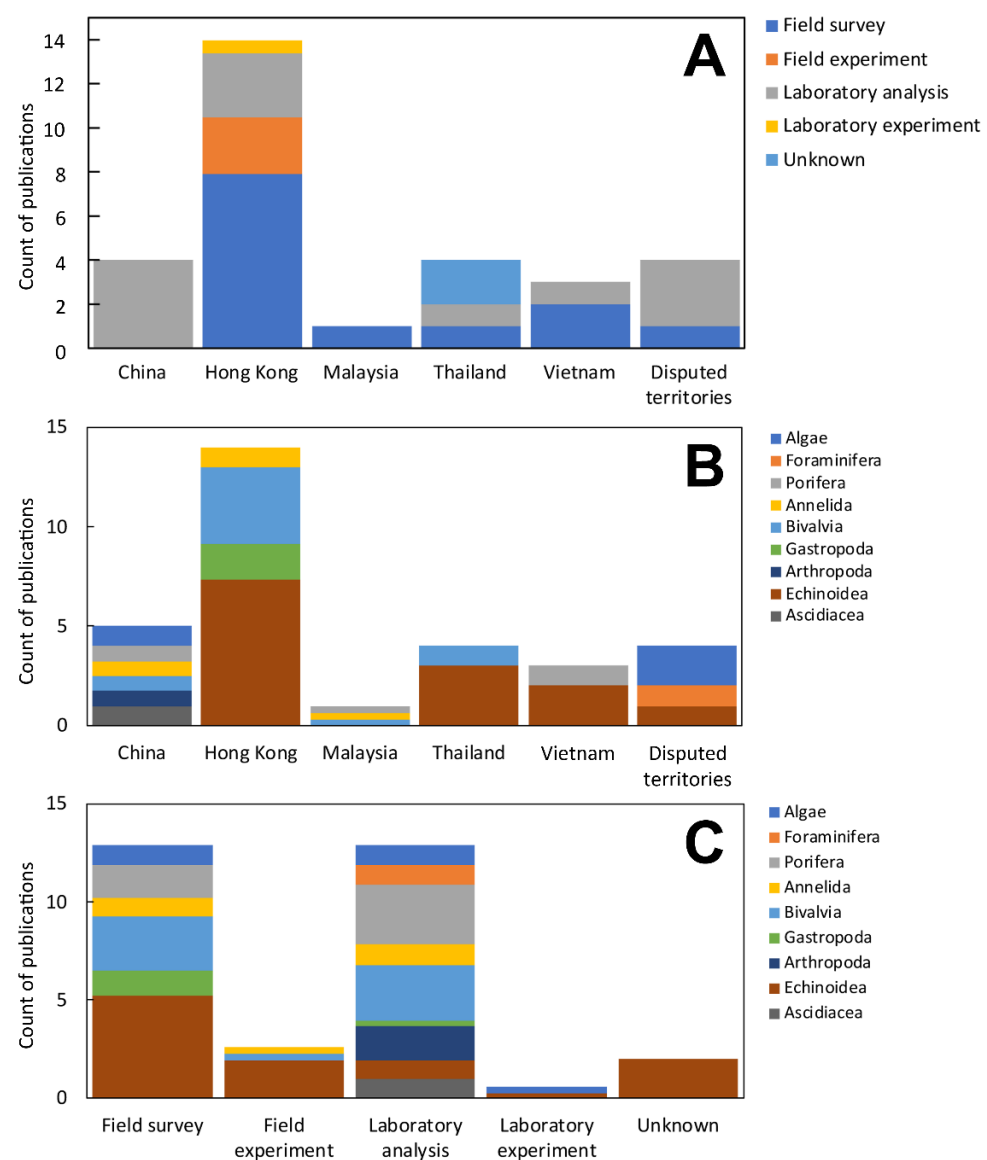 A
Count of publications
14
12
10
8
6
4
2
0
China
Hong Kong
Malaysia
Thailand
Vietnam
Disputed
territories
Field survey
Field experiment
Laboratory analysis
Laboratory experiment
Unknown
B
Count of publications
15
10
5
0
China
Hong Kong
Malaysia
Thailand
Vietnam
Disputed
territories
Algae
Foraminifera
Porifera
Annelida
Bivalvia
Gastropoda
Arthropoda
Echinoidea
Ascidiacea
C
Count of publications
15
10
5
0
Field survey
Field
experiment
Laboratory
analysis
Laboratory
experiment
Unknown
Algae
Foraminifera
Porifera
Annelida
Bivalvia
Gastropoda
Arthropoda
Echinoidea
Ascidiacea